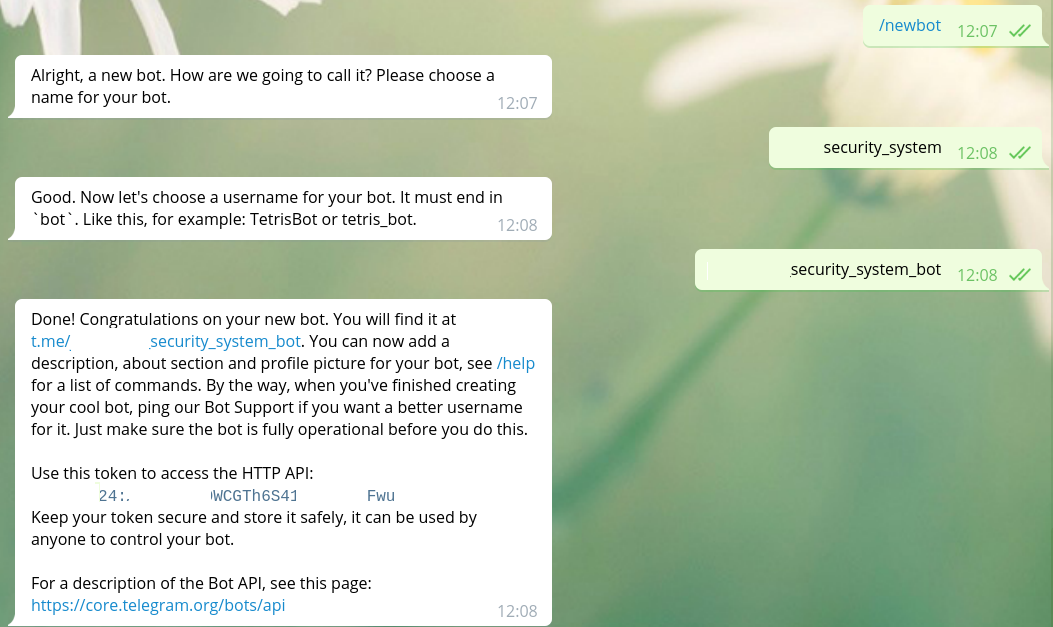 /newbot 12:07
Alright, a new bot. How are we going to call it? Please choose a
name for your bot.
12:07
security_system 12:08
Good. Now let's choose a username for your bot. It must end in
`bot`. Like this, for example: TetrisBot or tetris_bot.
12:08
security_system_bot 12:08
Done! Congratulations on your new bot. You will find it at
t.me/ _security_system_bot. You can now add a
description, about section and profile picture for your bot, see /help
for a list of commands. By the way, when you've finished creating
your cool bot, ping our Bot Support if you want a better username
for it. Just make sure the bot is fully operational before you do this.
Use this token to access the HTTP API:
24: WCGTh6S41 Fwu
Keep your token secure and store it safely, it can be used by
anyone to control your bot.
For a description of the Bot API, see this page:
https://core.telegram.org/bots/api
12:08